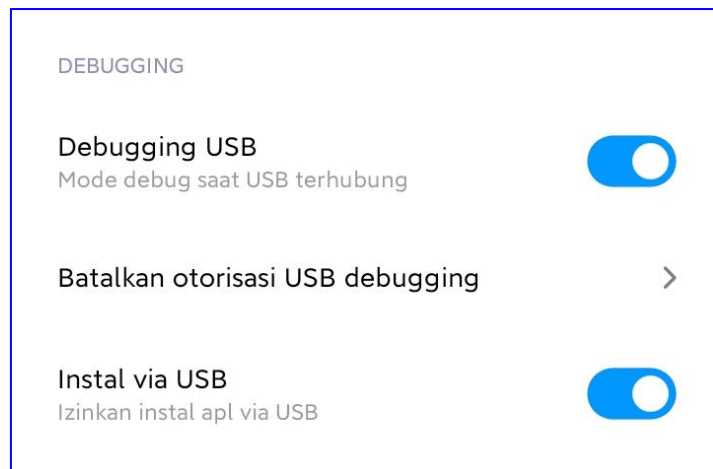 DEBUGGING
Debugging USB
Mode debug saat USB terhubung
Batalkan otorisasi USB debugging
Instal via USB
Izinkan instal apl via USB